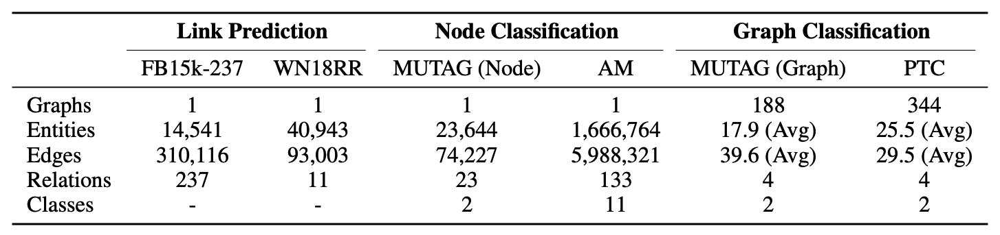 Link Prediction Node Classification Graph Classification
FB15k-237 WN18RR MUTAG (Node) AM MUTAG (Graph) PTC
Graphs 1 1 1 1 188 344
Entities 14,541 40,943 23,644 1,666,764 17.9 (Avg) 25.5 (Avg)
Edges 310,116 93,003 74,227 5,988,321 39.6 (Avg) 29.5 (Avg)
Relations 237 11 23 133 4 4
Classes - - 2 11 2 2